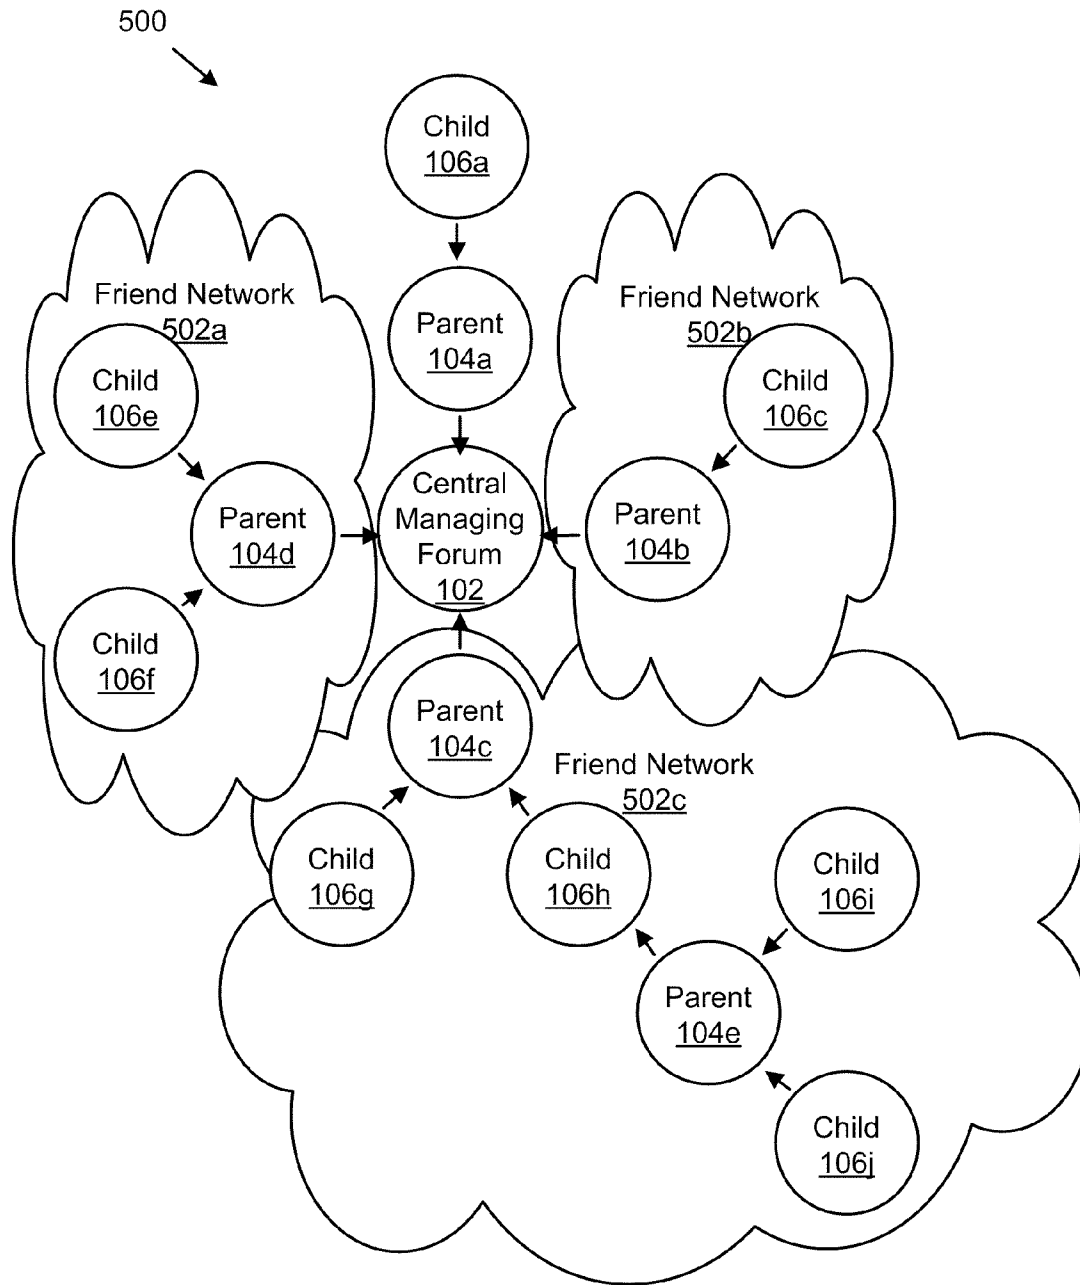 500
Child
106a
Friend Network
502a
Friend Network
502b
Parent
104a
Child
106e
Child
106c
Central
Managing
Forum
102
Parent
104d
Parent
104b
Child
106f
Parent
104c
Friend Network
502c
Child
106g
Child
106h
Child
106i
Parent
104e
Child
106j